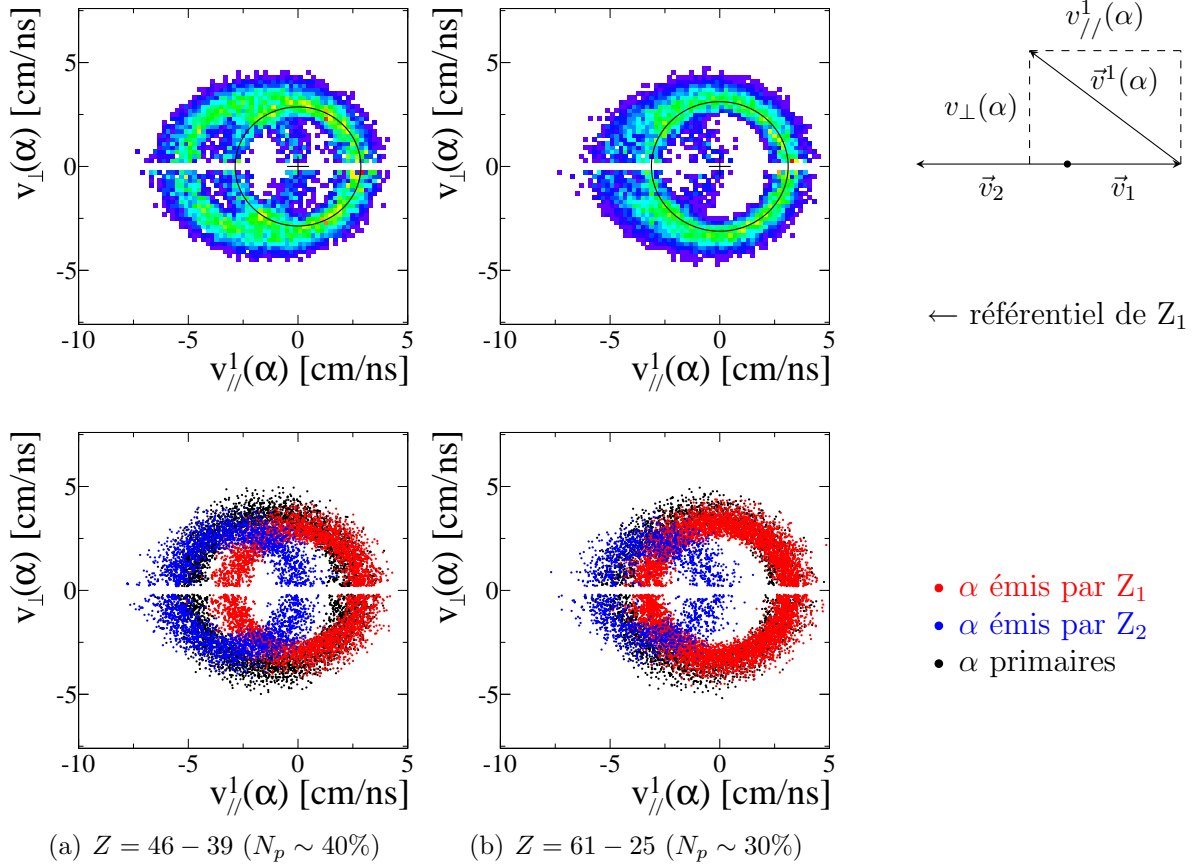 v⊥(α) [cm/ns]
5
0
-5
-10
-5
0
5
v¹//(α) [cm/ns]
v⊥(α) [cm/ns]
5
0
-5
-10
-5
0
5
v¹//(α) [cm/ns]
v¹//(α)
v⃗¹(α)
v⊥(α)
v⃗₂
v⃗₁
← référentiel de Z₁
v⊥(α) [cm/ns]
5
0
-5
-10
-5
0
5
v¹//(α) [cm/ns]
v⊥(α) [cm/ns]
5
0
-5
-10
-5
0
5
v¹//(α) [cm/ns]
• α émis par Z₁
• α émis par Z₂
• α primaires
(a) Z = 46 − 39 (Nₚ ∼ 40%)
(b) Z = 61 − 25 (Nₚ ∼ 30%)